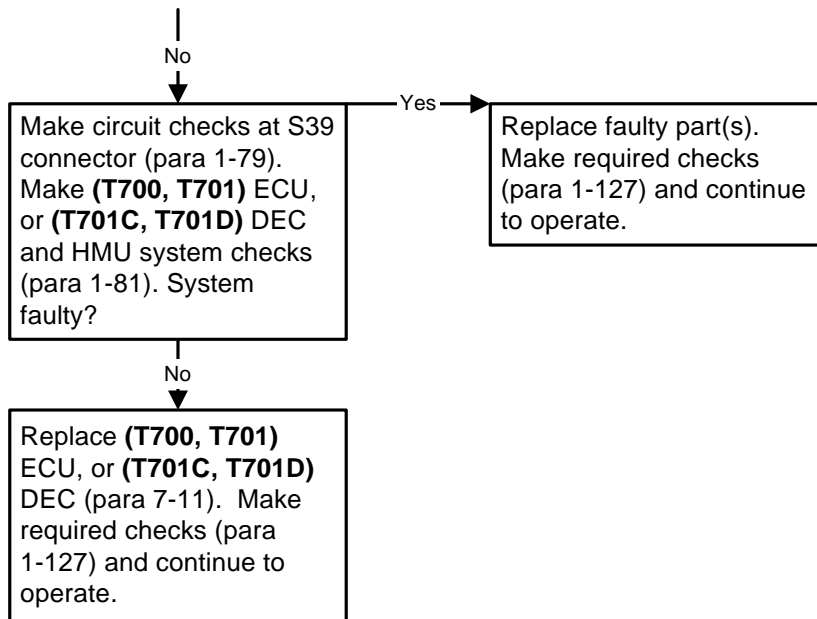 No
Make circuit checks at S39
connector (para 1-79).
Make (T700, T701) ECU,
or (T701C, T701D) DEC
and HMU system checks
(para 1-81). System
faulty?
Yes
Replace faulty part(s).
Make required checks
(para 1-127) and continue
to operate.
No
Replace (T700, T701)
ECU, or (T701C, T701D)
DEC (para 7-11).  Make
required checks (para
1-127) and continue to
operate.